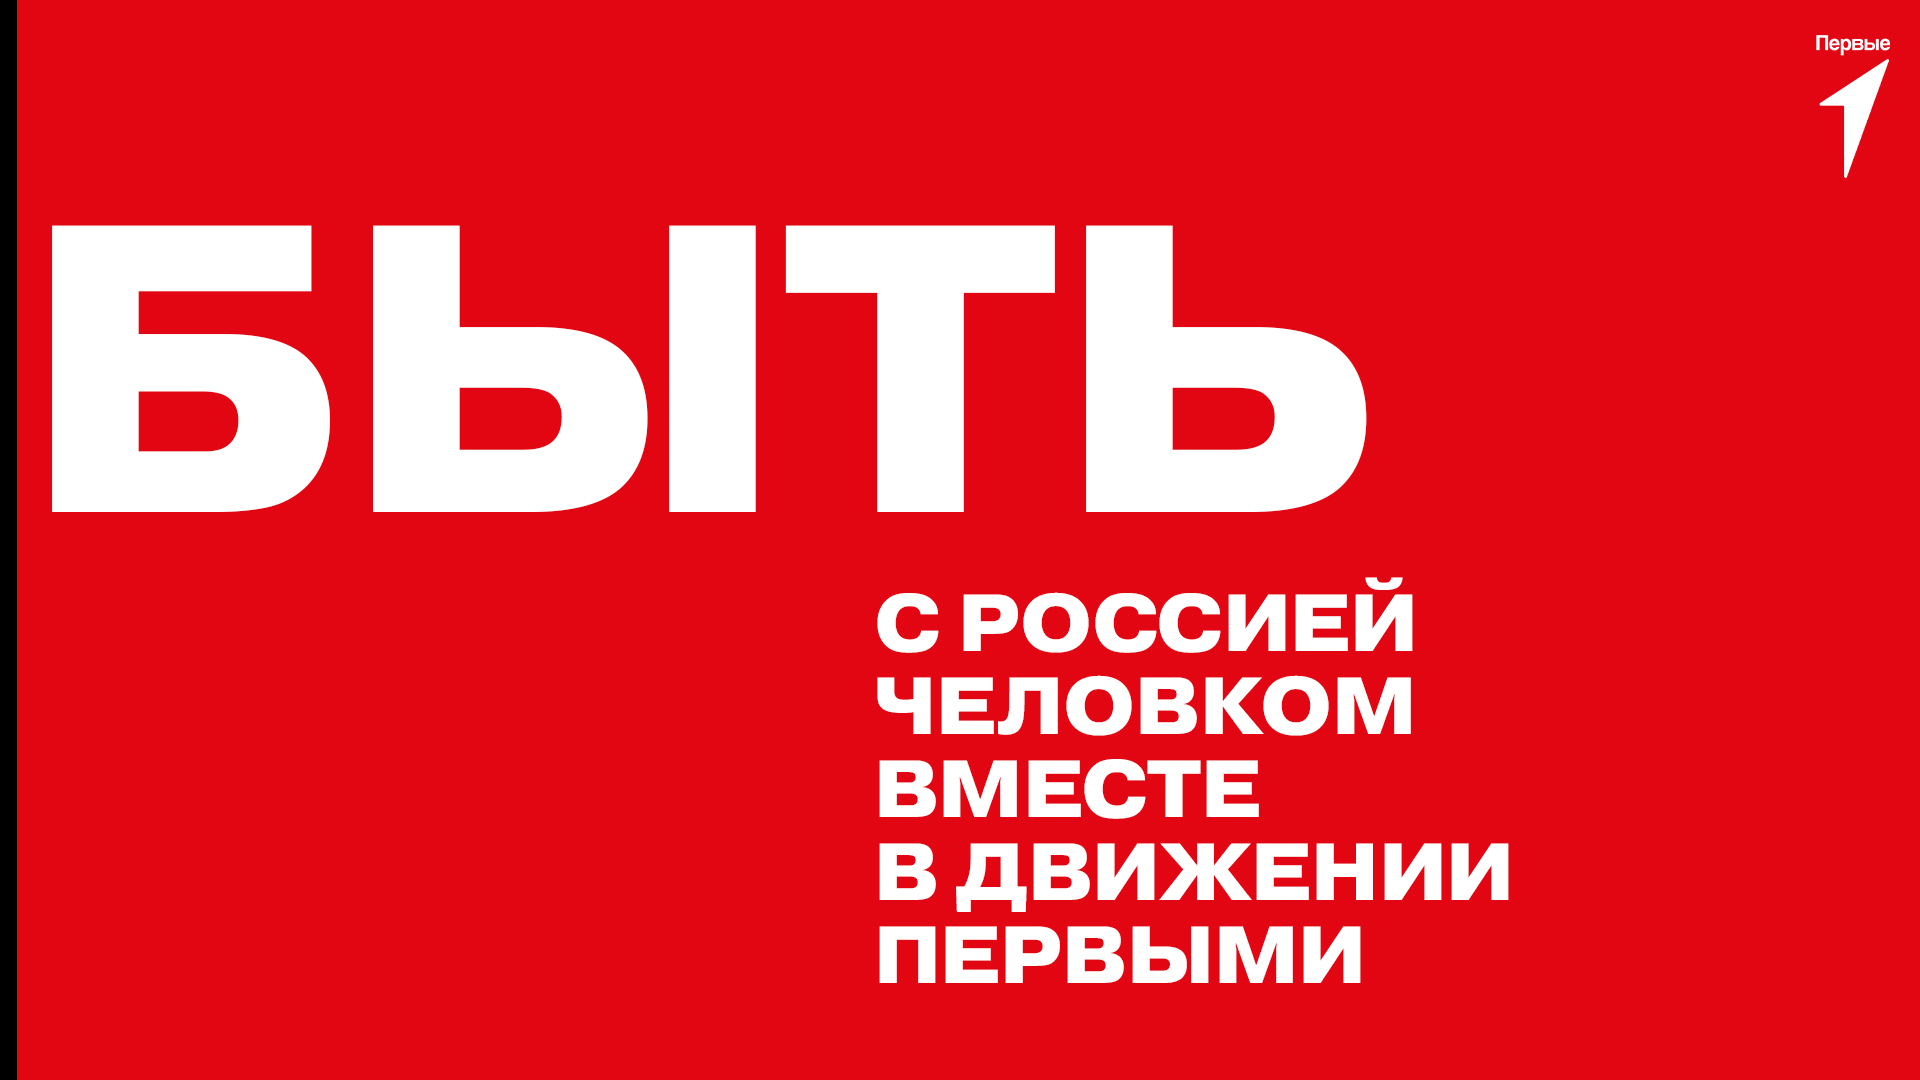 Первые
БЫТЬ
С РОССИЕЙ
ЧЕЛОВКОМ
ВМЕСТЕ
В ДВИЖЕНИИ
ПЕРВЫМИ